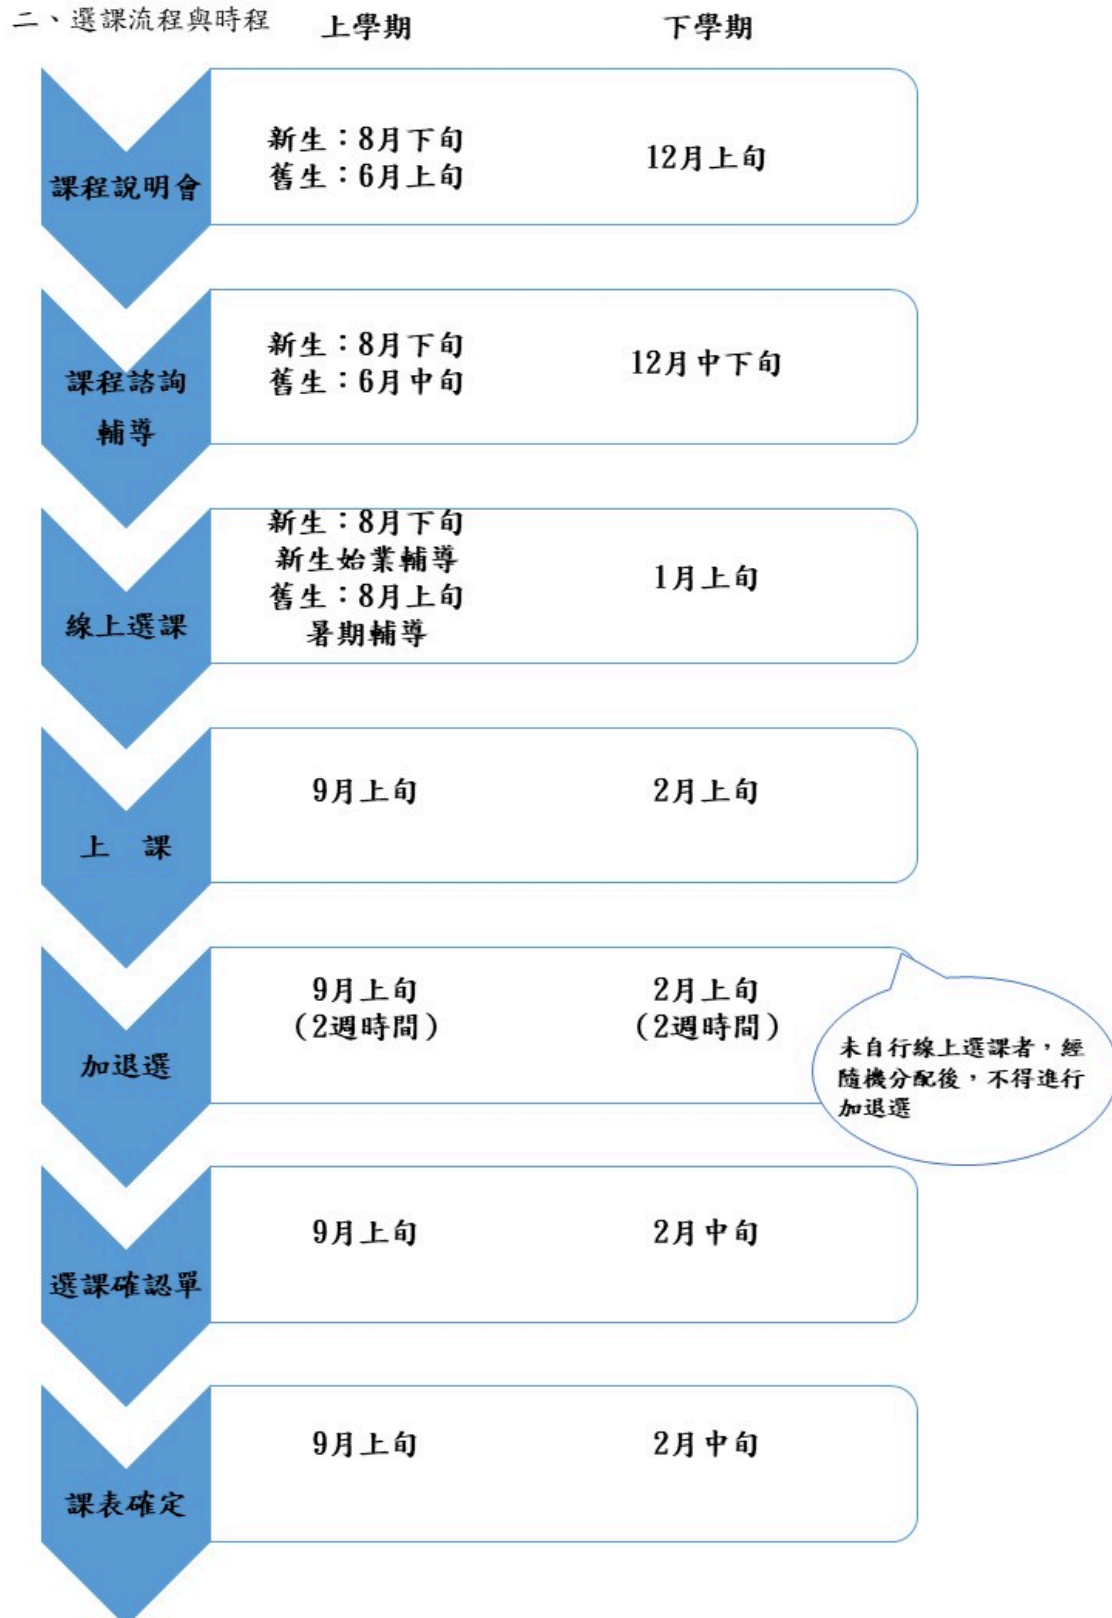 二、選課流程與時程
上學期 下學期
課程說明會
新生：8月下旬
舊生：6月上旬
12月上旬
課程諮詢
輔導
新生：8月下旬
舊生：6月中旬
12月中下旬
線上選課
新生：8月下旬
新生始業輔導
舊生：8月上旬
暑期輔導
1月上旬
上 課
9月上旬
2月上旬
加退選
9月上旬
（2週時間）
2月上旬
（2週時間）
未自行線上選課者，經
隨機分配後，不得進行
加退選
選課確認單
9月上旬
2月中旬
課表確定
9月上旬
2月中旬